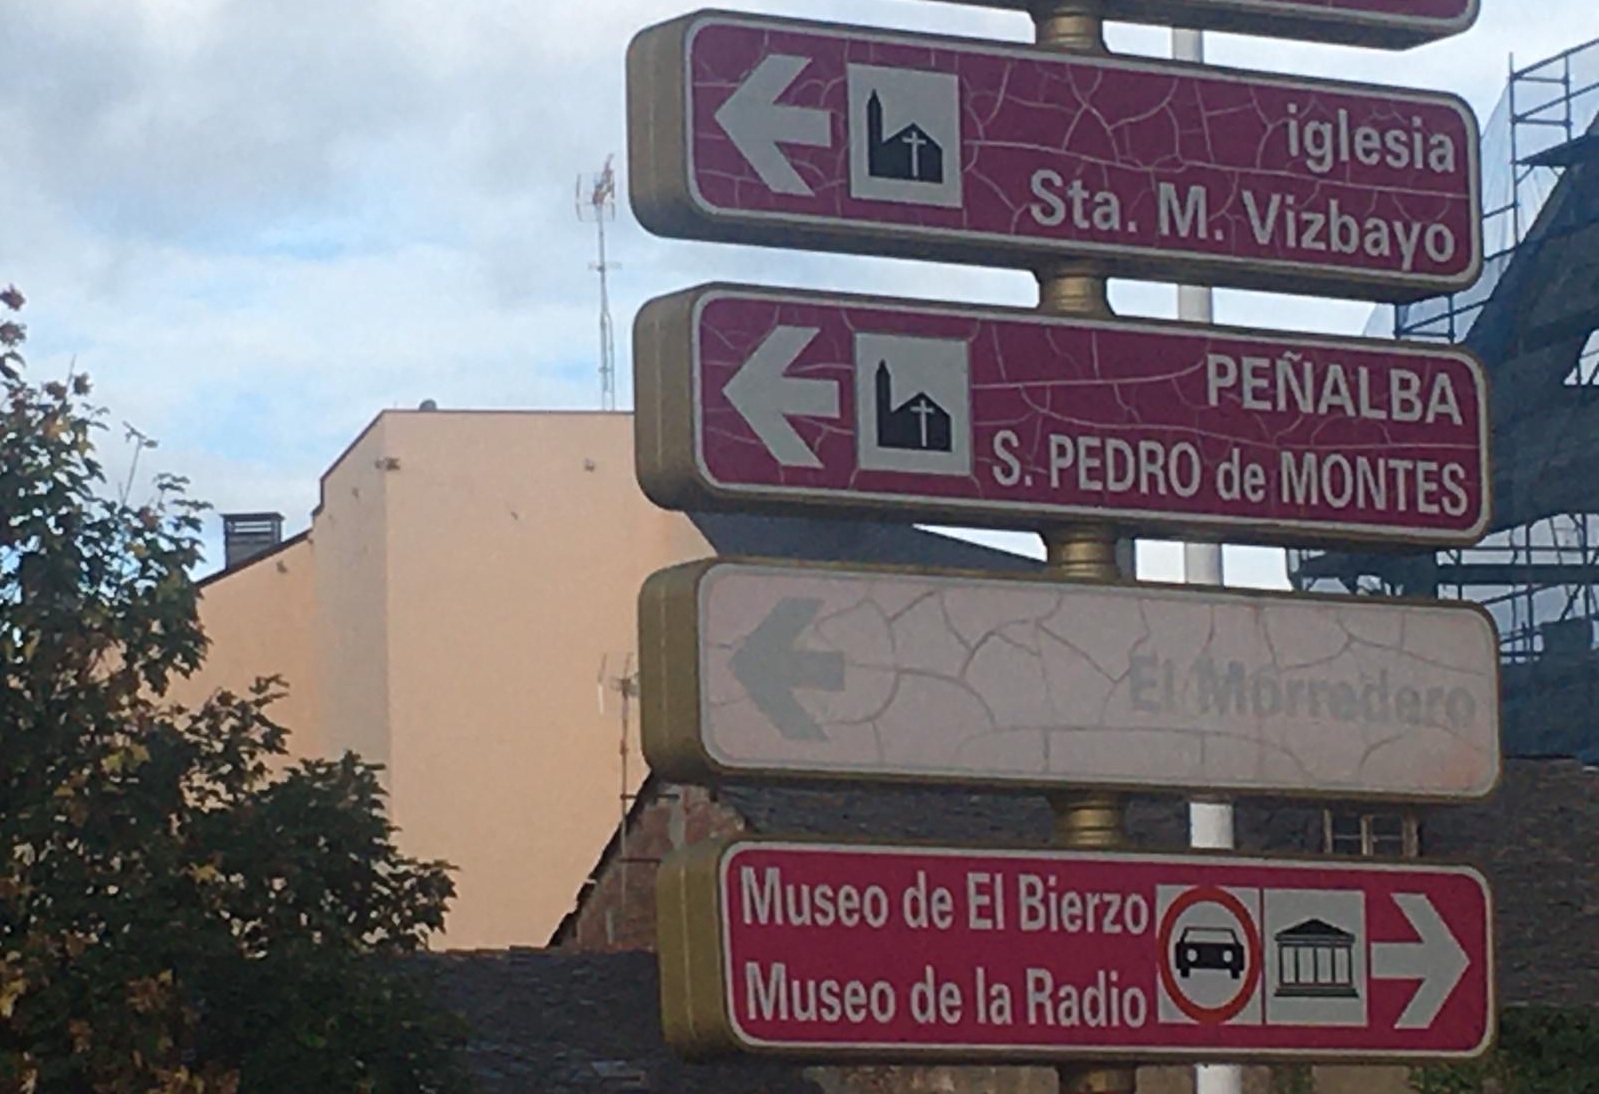 iglesia
Sta. M. Vizbayo
PEÑALBA
S. PEDRO de MONTES
El Morredero
Museo de El Bierzo
Museo de la Radio